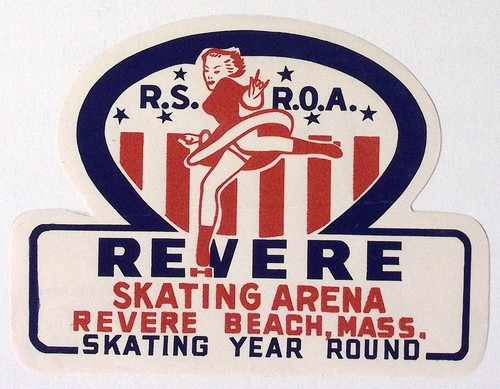 R.S. R.O.A.
REVERE
SKATING ARENA
REVERE BEACH, MASS.
SKATING YEAR ROUND